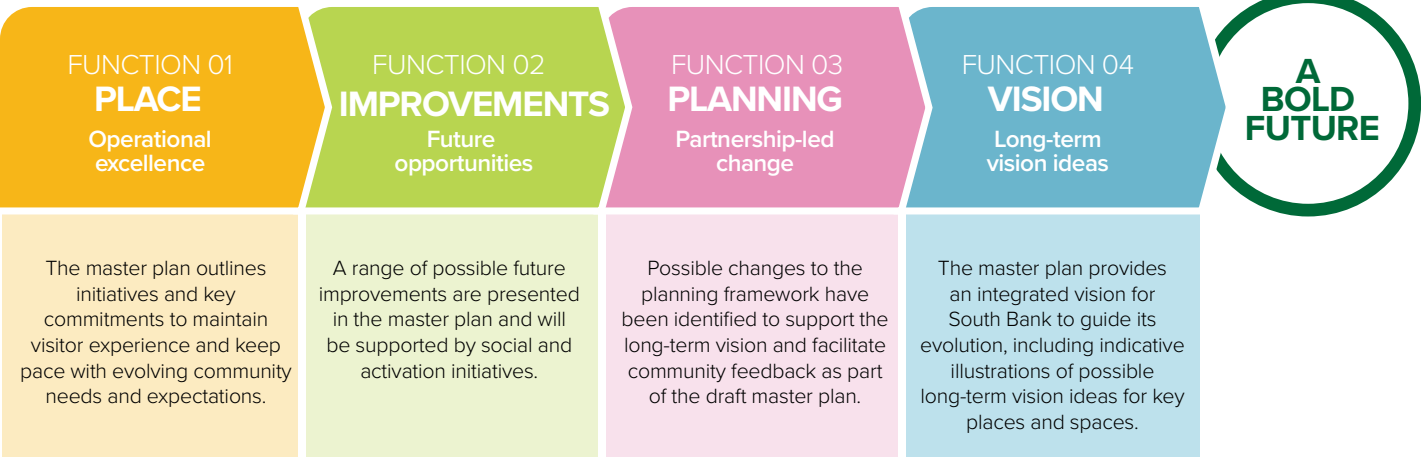 FUNCTION 01
PLACE
Operational
excellence
The master plan outlines
initiatives and key
commitments to maintain
visitor experience and keep
pace with evolving community
needs and expectations.
FUNCTION 02
IMPROVEMENTS
Future
opportunities
A range of possible future
improvements are presented
in the master plan and will
be supported by social and
activation initiatives.
FUNCTION 03
PLANNING
Partnership-led
change
Possible changes to the
planning framework have
been identified to support the
long-term vision and facilitate
community feedback as part
of the draft master plan.
FUNCTION 04
VISION
Long-term
vision ideas
The master plan provides
an integrated vision for
South Bank to guide its
evolution, including indicative
illustrations of possible
long-term vision ideas for key
places and spaces.
A
BOLD
FUTURE